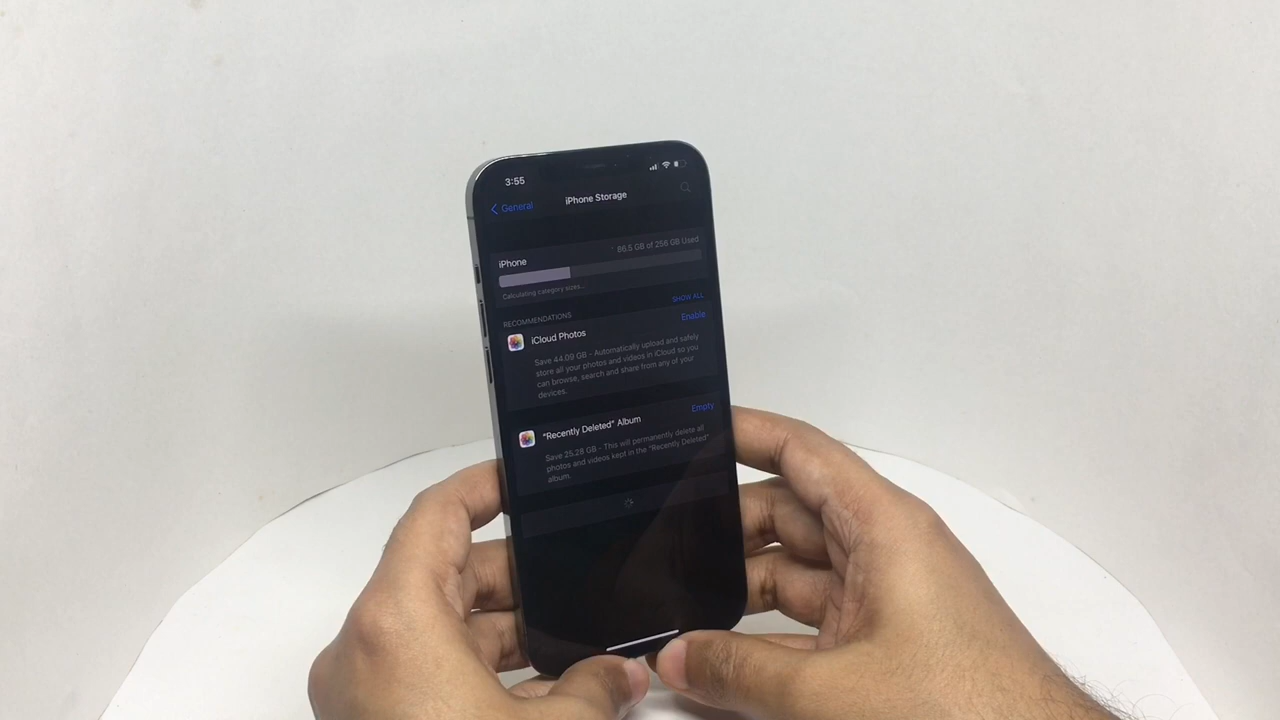 3:55
General
iPhone Storage
iPhone
86.5 GB of 256 GB Used
Calculating category sizes...
RECOMMENDATIONS
SHOW ALL
iCloud Photos
Enable
Save 44.09 GB - Automatically upload and safely
store all your photos and videos in iCloud so you
can browse, search and share from any of your
devices.
"Recently Deleted" Album
Empty
Save 25.28 GB - This will permanently delete all
photos and videos kept in the "Recently Deleted"
album.